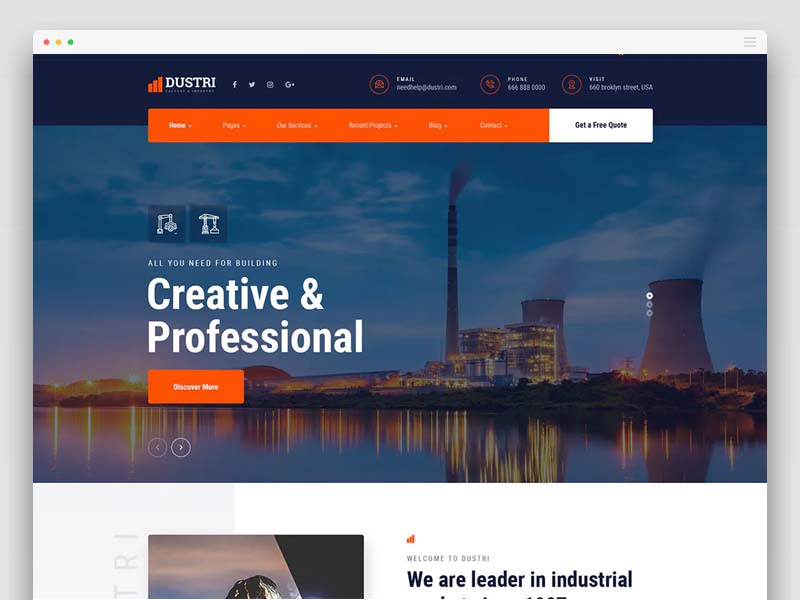 DUSTRI
FACTORY & INDUSTRY
EMAIL
needhelp@dustri.com
PHONE
666 888 0000
VISIT
660 broklyn street, USA
Home Pages Our Services Recent Projects Blog Contact Get a Free Quote
ALL YOU NEED FOR BUILDING
Creative &
Professional
Discover More
TRI
WELCOME TO DUSTRI
We are leader in industrial